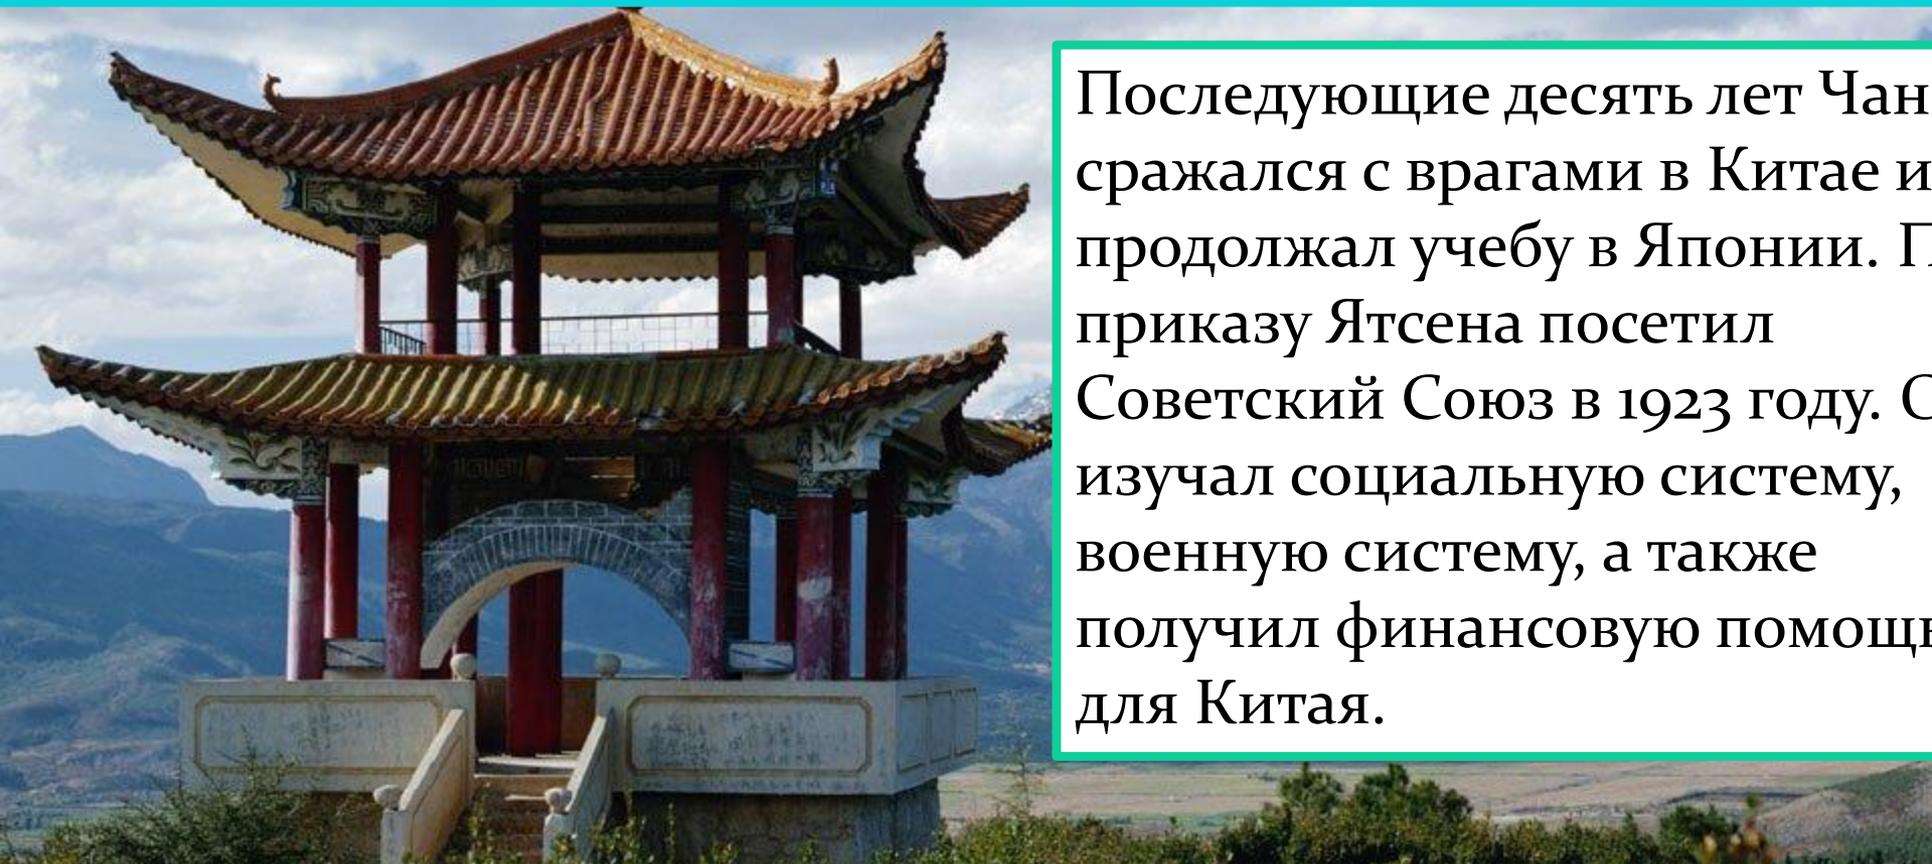 Последующие десять лет Чан
сражался с врагами в Китае и
продолжал учебу в Японии. П
приказу Ятсена посетил
Советский Союз в 1923 году. О
изучал социальную систему,
военную систему, а также
получил финансовую помощь
для Китая.